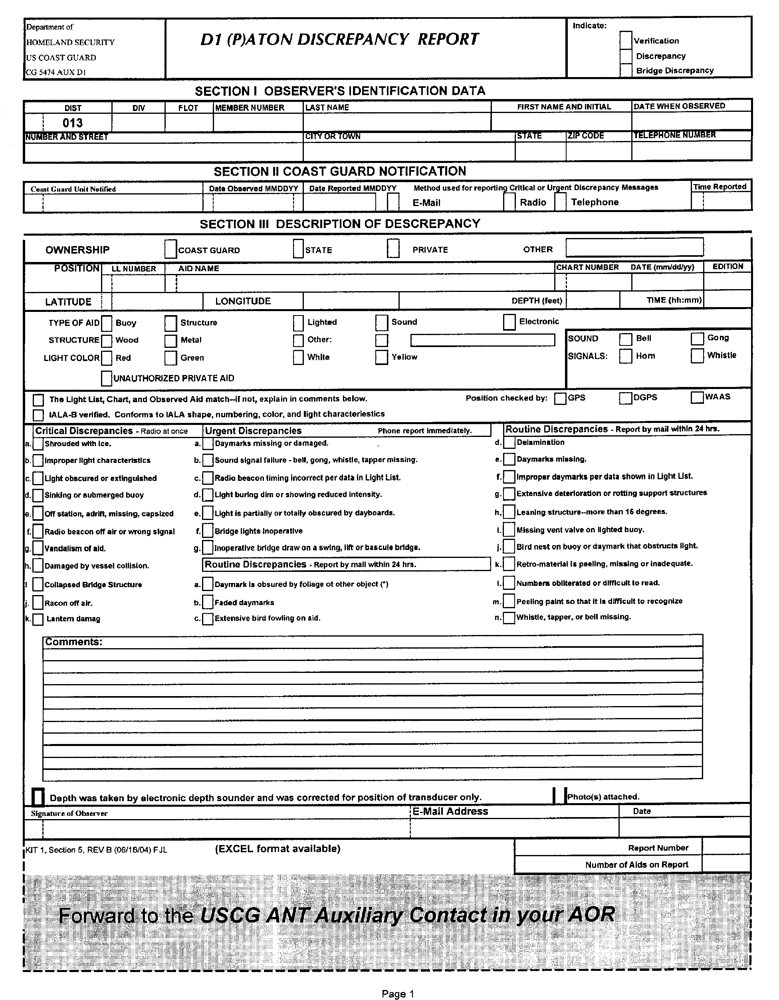 Department of
HOMELAND SECURITY
US COAST GUARD
CG 5474 AUX D1
D1 (P)ATON DISCREPANCY REPORT
Indicate:
Verification
Discrepancy
Bridge Discrepancy
SECTION I OBSERVER'S IDENTIFICATION DATA
DIST DIV FLOT MEMBER NUMBER LAST NAME FIRST NAME AND INITIAL DATE WHEN OBSERVED
013
NUMBER AND STREET CITY OR TOWN STATE ZIP CODE TELEPHONE NUMBER
SECTION II COAST GUARD NOTIFICATION
Coast Guard Unit Notified Date Observed MMDDYY Date Reported MMDDYY Method used for reporting Critical or Urgent Discrepancy Messages Time Reported
E-Mail Radio Telephone
SECTION III DESCRIPTION OF DESCREPANCY
OWNERSHIP COAST GUARD STATE PRIVATE OTHER
POSITION LL NUMBER AID NAME CHART NUMBER DATE (mm/dd/yy) EDITION
LATITUDE LONGITUDE DEPTH (feet) TIME (hh:mm)
TYPE OF AID Buoy Structure Lighted Sound Electronic
STRUCTURE Wood Metal Other: SOUND Bell Gong
LIGHT COLOR Red Green White Yellow SIGNALS: Horn Whistle
UNAUTHORIZED PRIVATE AID
The Light List, Chart, and Observed Aid match--if not, explain in comments below. Position checked by: GPS DGPS WAAS
IALA-B verified. Conforms to IALA shape, numbering, color, and light characteriestics
Critical Discrepancies - Radio at once Urgent Discrepancies Phone report immediately. Routine Discrepancies - Report by mail within 24 hrs.
a. Shrouded with ice. a. Daymarks missing or damaged. d. Delamination
b. Improper light characteristics b. Sound signal failure - bell, gong, whistle, tapper missing. e. Daymarks missing.
c. Light obscured or extinguished c. Radio beacon timing incorrect per data in Light List. f. Improper daymarks per data shown in Light List.
d. Sinking or submerged buoy d. Light buring dim or showing reduced intensity. g. Extensive deterioration or rotting support structures
e. Off station, adrift, missing, capsized e. Light is partially or totally obscured by dayboards. h. Leaning structure--more than 15 degrees.
f. Radio beacon off air or wrong signal f. Bridge lights inoperative i. Missing vent valve on lighted buoy.
g. Vandalism of aid. g. Inoperative bridge draw on a swing, lift or bascule bridge. j. Bird nest on buoy or daymark that obstructs light.
h. Damaged by vessel collision. Routine Discrepancies - Report by mail within 24 hrs. k. Retro-material is peeling, missing or inadequate.
I Collapsed Bridge Structure a. Daymark is obsured by foliage ot other object (*) l. Numbers obliterated or difficult to read.
j. Racon off air. b. Faded daymarks m. Peeling paint so that it is difficult to recognize
k. Lantern damag c. Extensive bird fowling on aid. n. Whistle, tapper, or bell missing.
Comments:
Depth was taken by electronic depth sounder and was corrected for position of transducer only. Photo(s) attached.
Signature of Observer E-Mail Address Date
KIT 1, Section 5, REV B (06/18/04) FJL (EXCEL format available) Report Number
Number of Aids on Report
Forward to the USCG ANT Auxiliary Contact in your AOR
Page 1